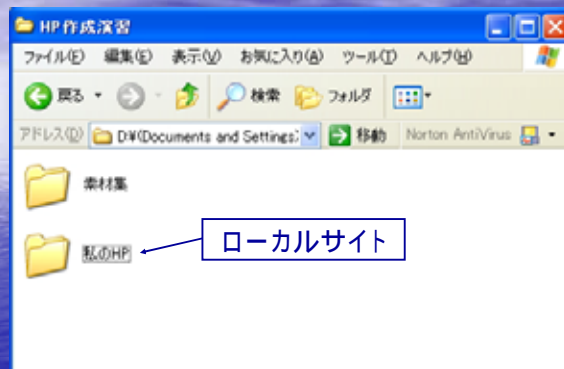 HP作成演習
ファイル(F) 編集(E) 表示(V) お気に入り(A) ツール(T) ヘルプ(H)
戻る 検索 フォルダ
アドレス(D) D:¥(Documents and Settings) 移動 Norton AntiVirus
素材集
私のHP
ローカルサイト